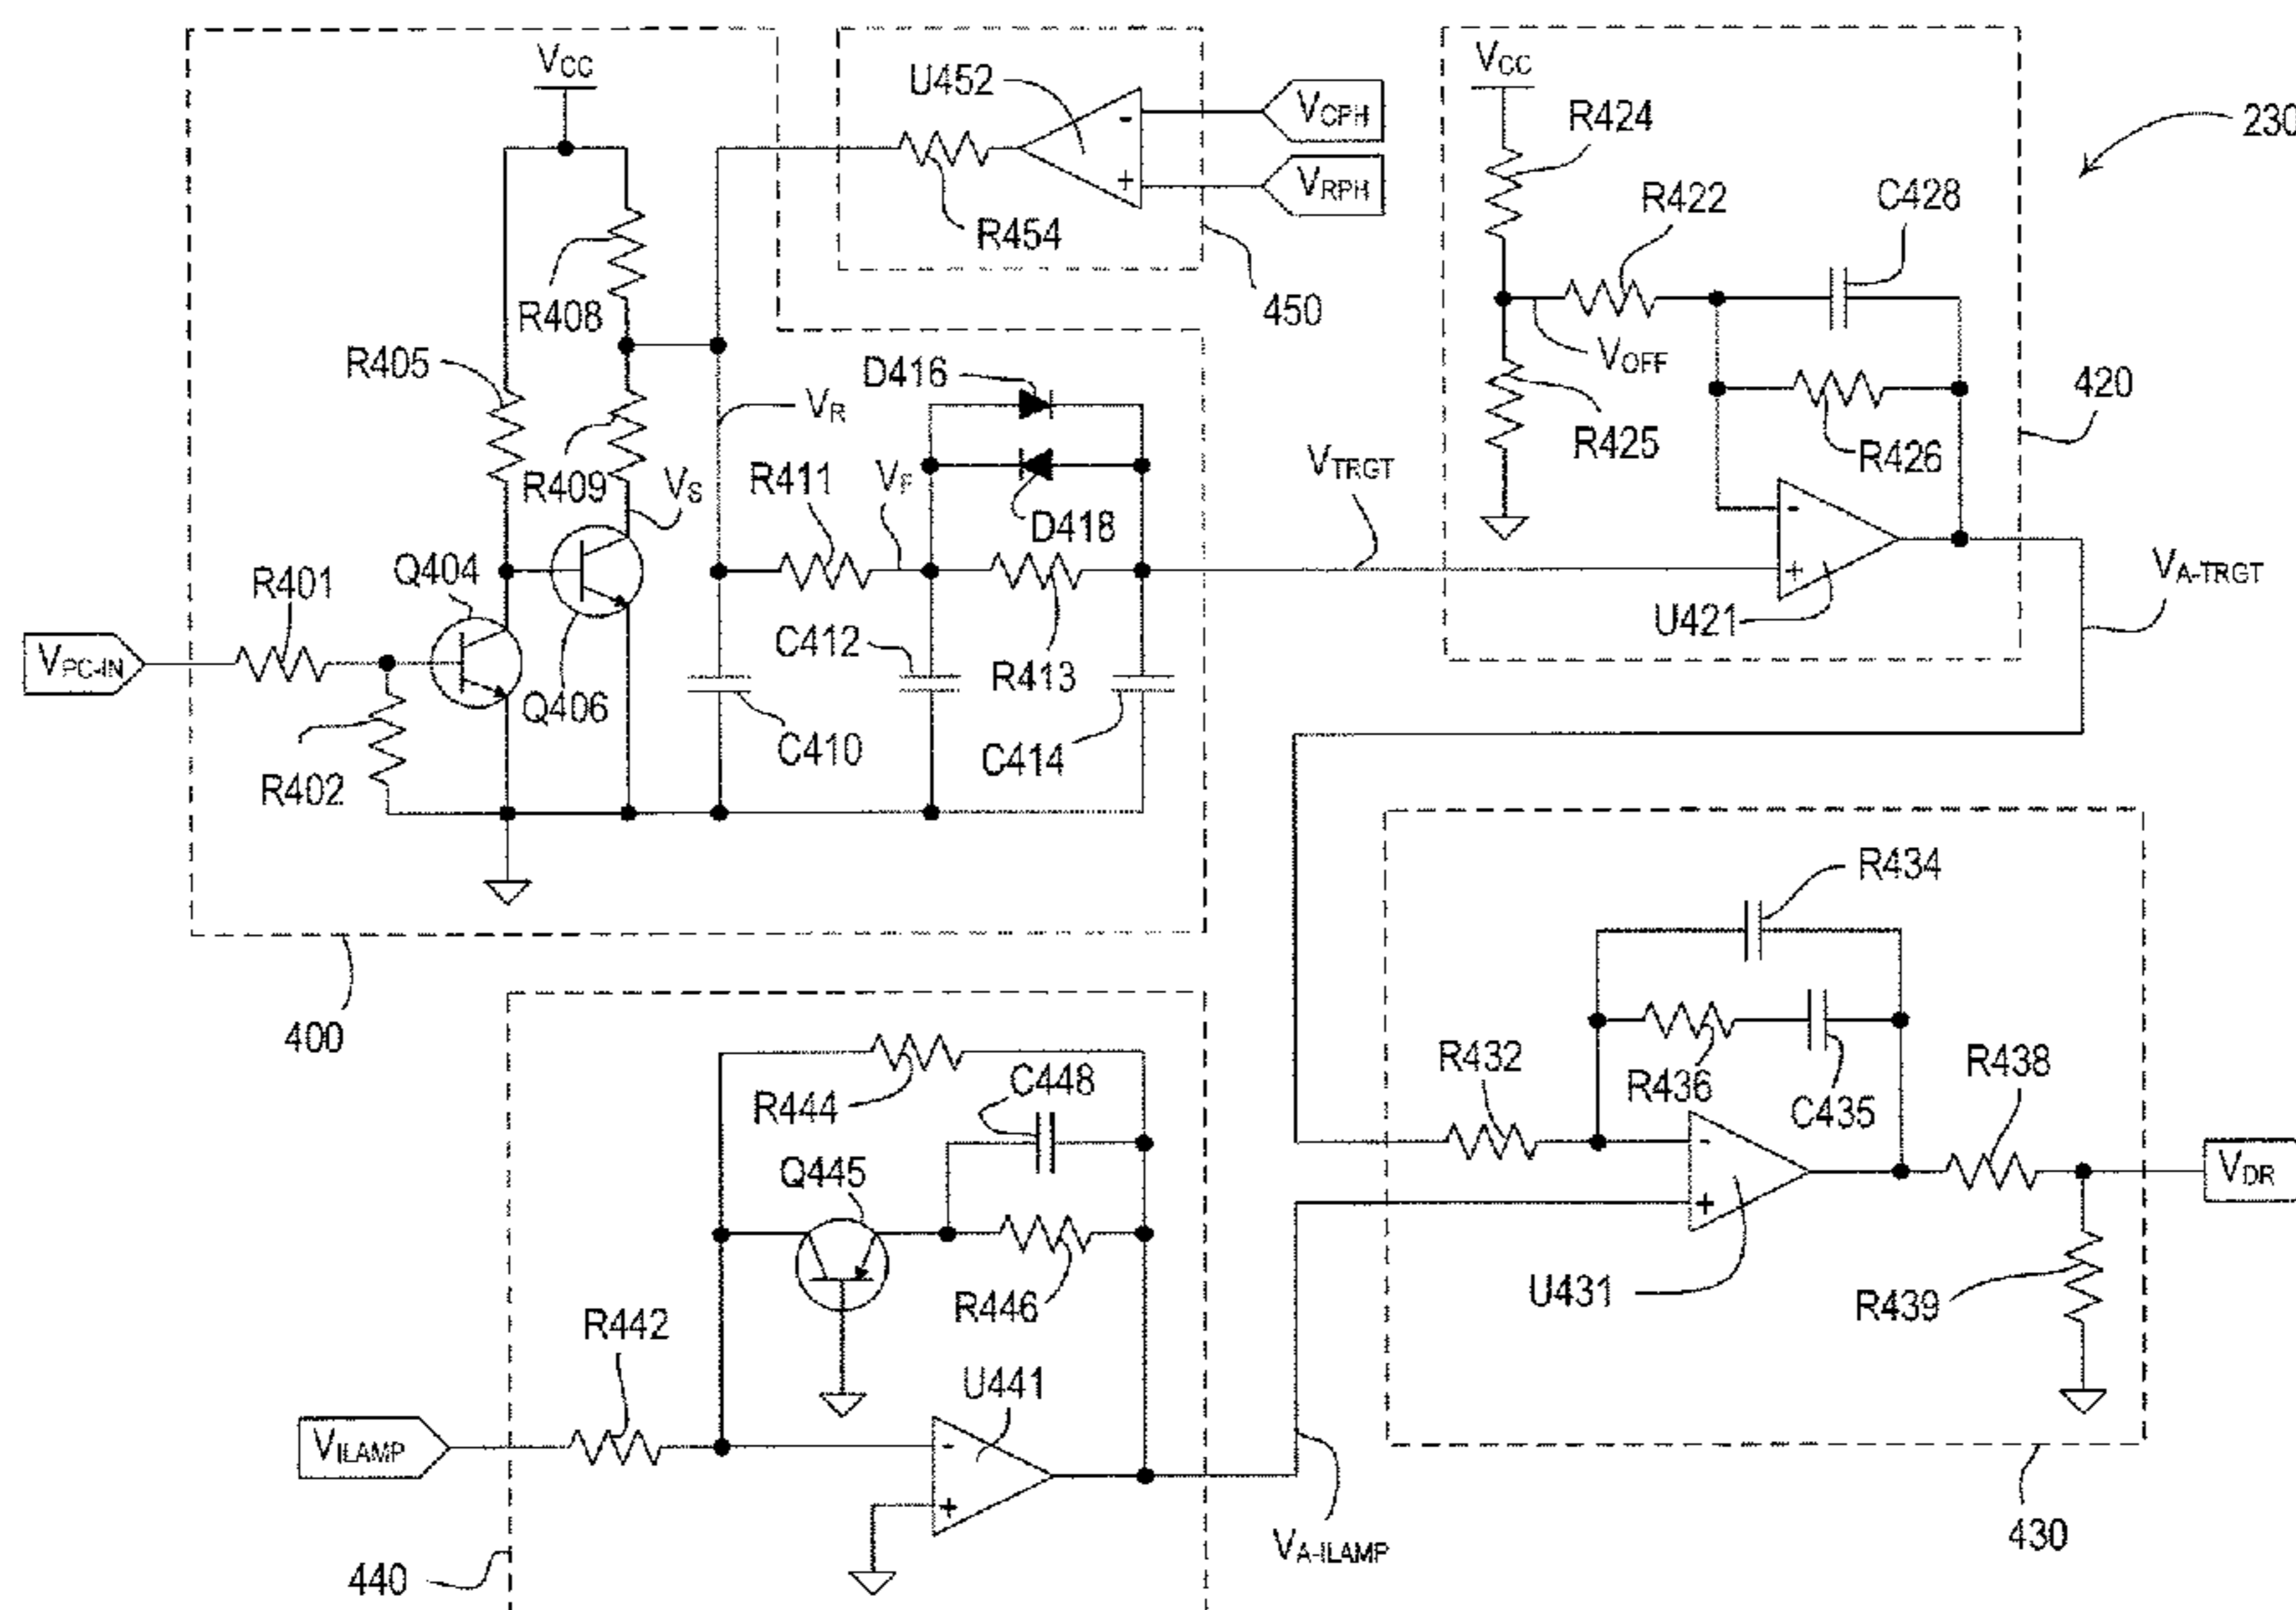 VCC
U452
VCPH
VCC
R424
230
VRPH
R422
C428
R454
R408
450
R405
D416
VOFF
420
VR
R425
R426
R409
VS
R411
VF
D418
VTRGT
Q404
R401
VA-TRGT
C412
U421
VPC-IN
R413
Q406
C410
C414
R402
R434
400
R432
R436
C435
R438
C448
R444
Q445
VDR
U431
R446
R439
R442
U441
VILAMP
430
VA-ILAMP
440
-
+
-
+
-
+
-
+